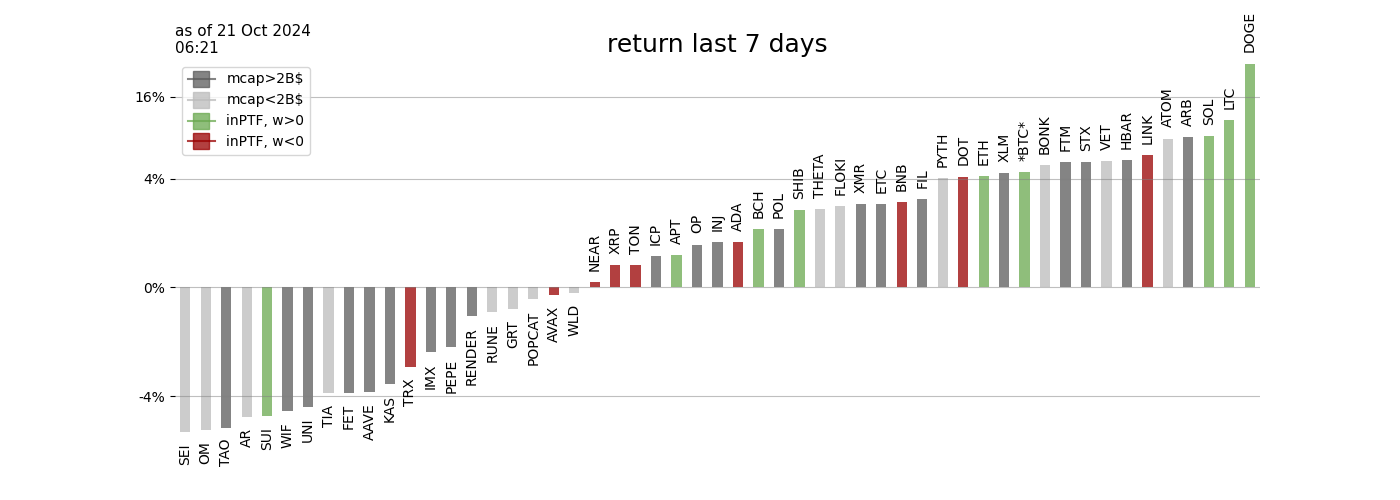 as of 21 Oct 2024
06:21
return last 7 days
mcap>2B$
mcap<2B$
inPTF, w>0
inPTF, w<0
16%
4%
0%
-4%
SEI
OM
TAO
AR
SUI
WIF
UNI
TIA
FET
AAVE
KAS
TRX
IMX
PEPE
RENDER
RUNE
GRT
POPCAT
AVAX
WLD
NEAR
XRP
TON
ICP
APT
OP
INJ
ADA
BCH
POL
SHIB
THETA
FLOKI
XMR
ETC
BNB
FIL
PYTH
DOT
ETH
XLM
*BTC*
BONK
FTM
STX
VET
HBAR
LINK
ATOM
ARB
SOL
LTC
DOGE